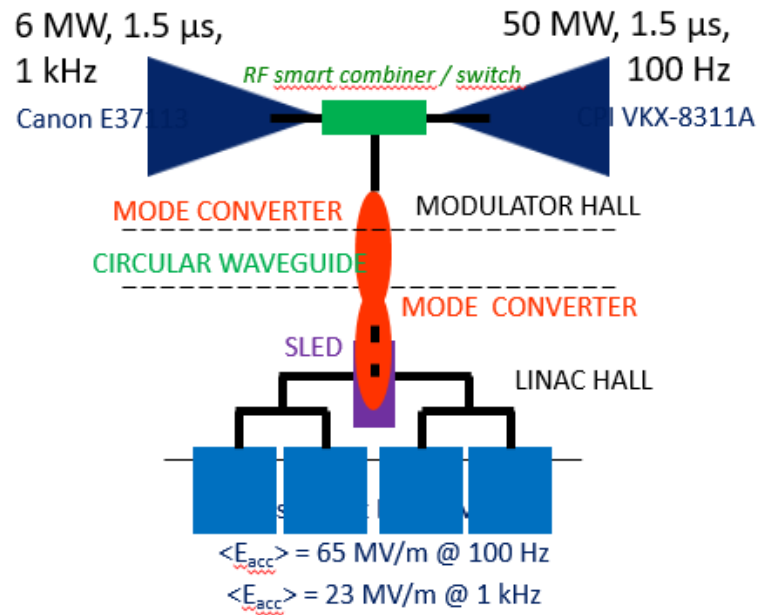 6 MW, 1.5 µs,
1 kHz
50 MW, 1.5 µs,
100 Hz
RF smart combiner / switch
Canon E37113
CPI VKX-8311A
MODE CONVERTER
MODULATOR HALL
CIRCULAR WAVEGUIDE
MODE CONVERTER
SLED
LINAC HALL
<E_acc> = 65 MV/m @ 100 Hz
<E_acc> = 23 MV/m @ 1 kHz